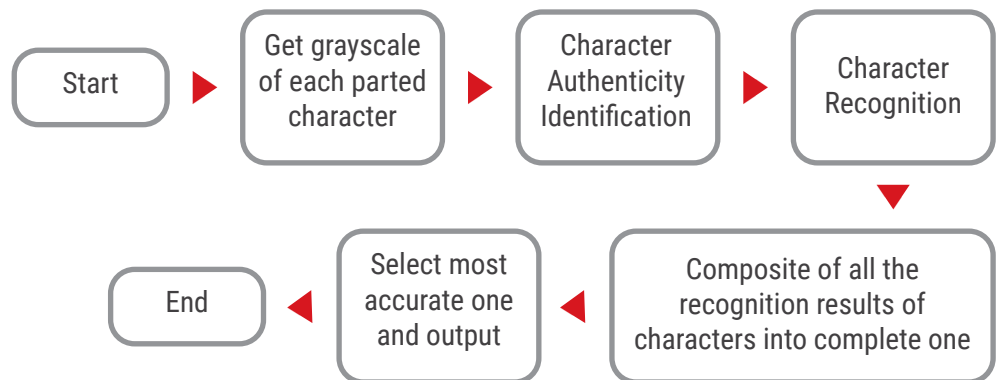 Start
Get grayscale
of each parted
character
Character
Authenticity
Identification
Character
Recognition
Composite of all the
recognition results of
characters into complete one
Select most
accurate one
and output
End